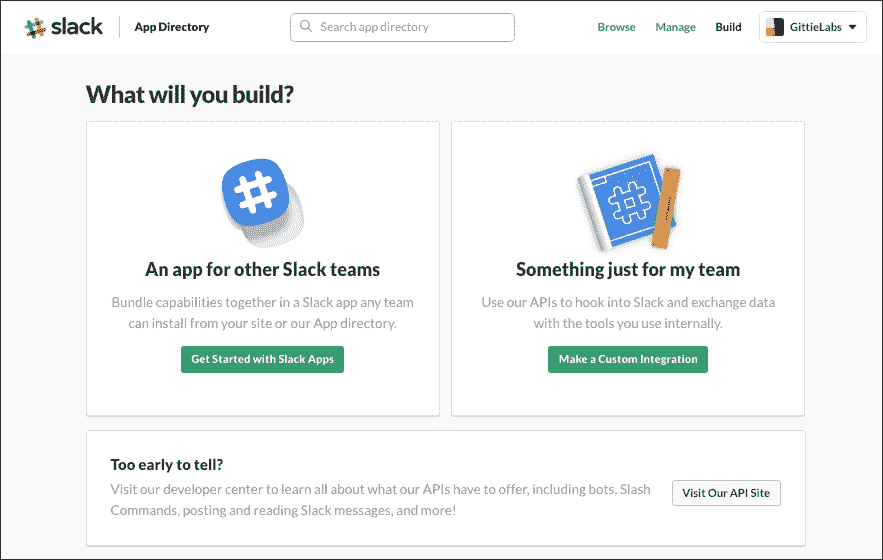 slack App Directory Search app directory Browse Manage Build GittieLabs
What will you build?
An app for other Slack teams
Bundle capabilities together in a Slack app any team
can install from your site or our App directory.
Get Started with Slack Apps
Something just for my team
Use our APIs to hook into Slack and exchange data
with the tools you use internally.
Make a Custom Integration
Too early to tell?
Visit our developer center to learn all about what our APIs have to offer, including bots, Slash
Commands, posting and reading Slack messages, and more!
Visit Our API Site